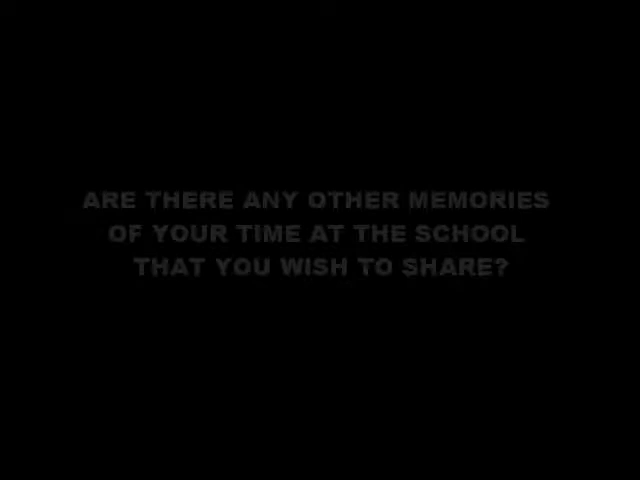 ARE THERE ANY OTHER MEMORIES
OF YOUR TIME AT THE SCHOOL
THAT YOU WISH TO SHARE?